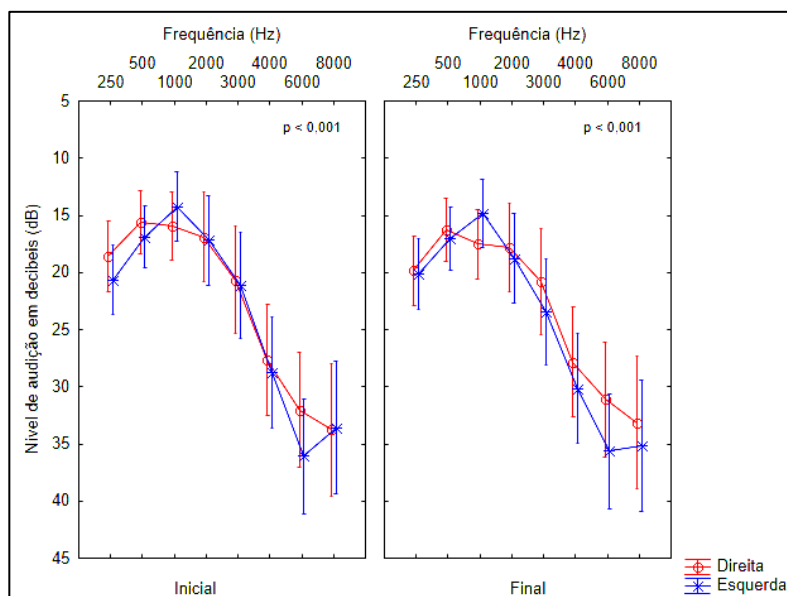 Frequência (Hz)
Frequência (Hz)
500 2000 4000 8000
250 1000 3000 6000
500 2000 4000 8000
250 1000 3000 6000
Nível de audição em decibeis (dB)
5
10
15
20
25
30
35
40
45
p < 0,001
p < 0,001
Inicial
Final
Direita
Esquerda